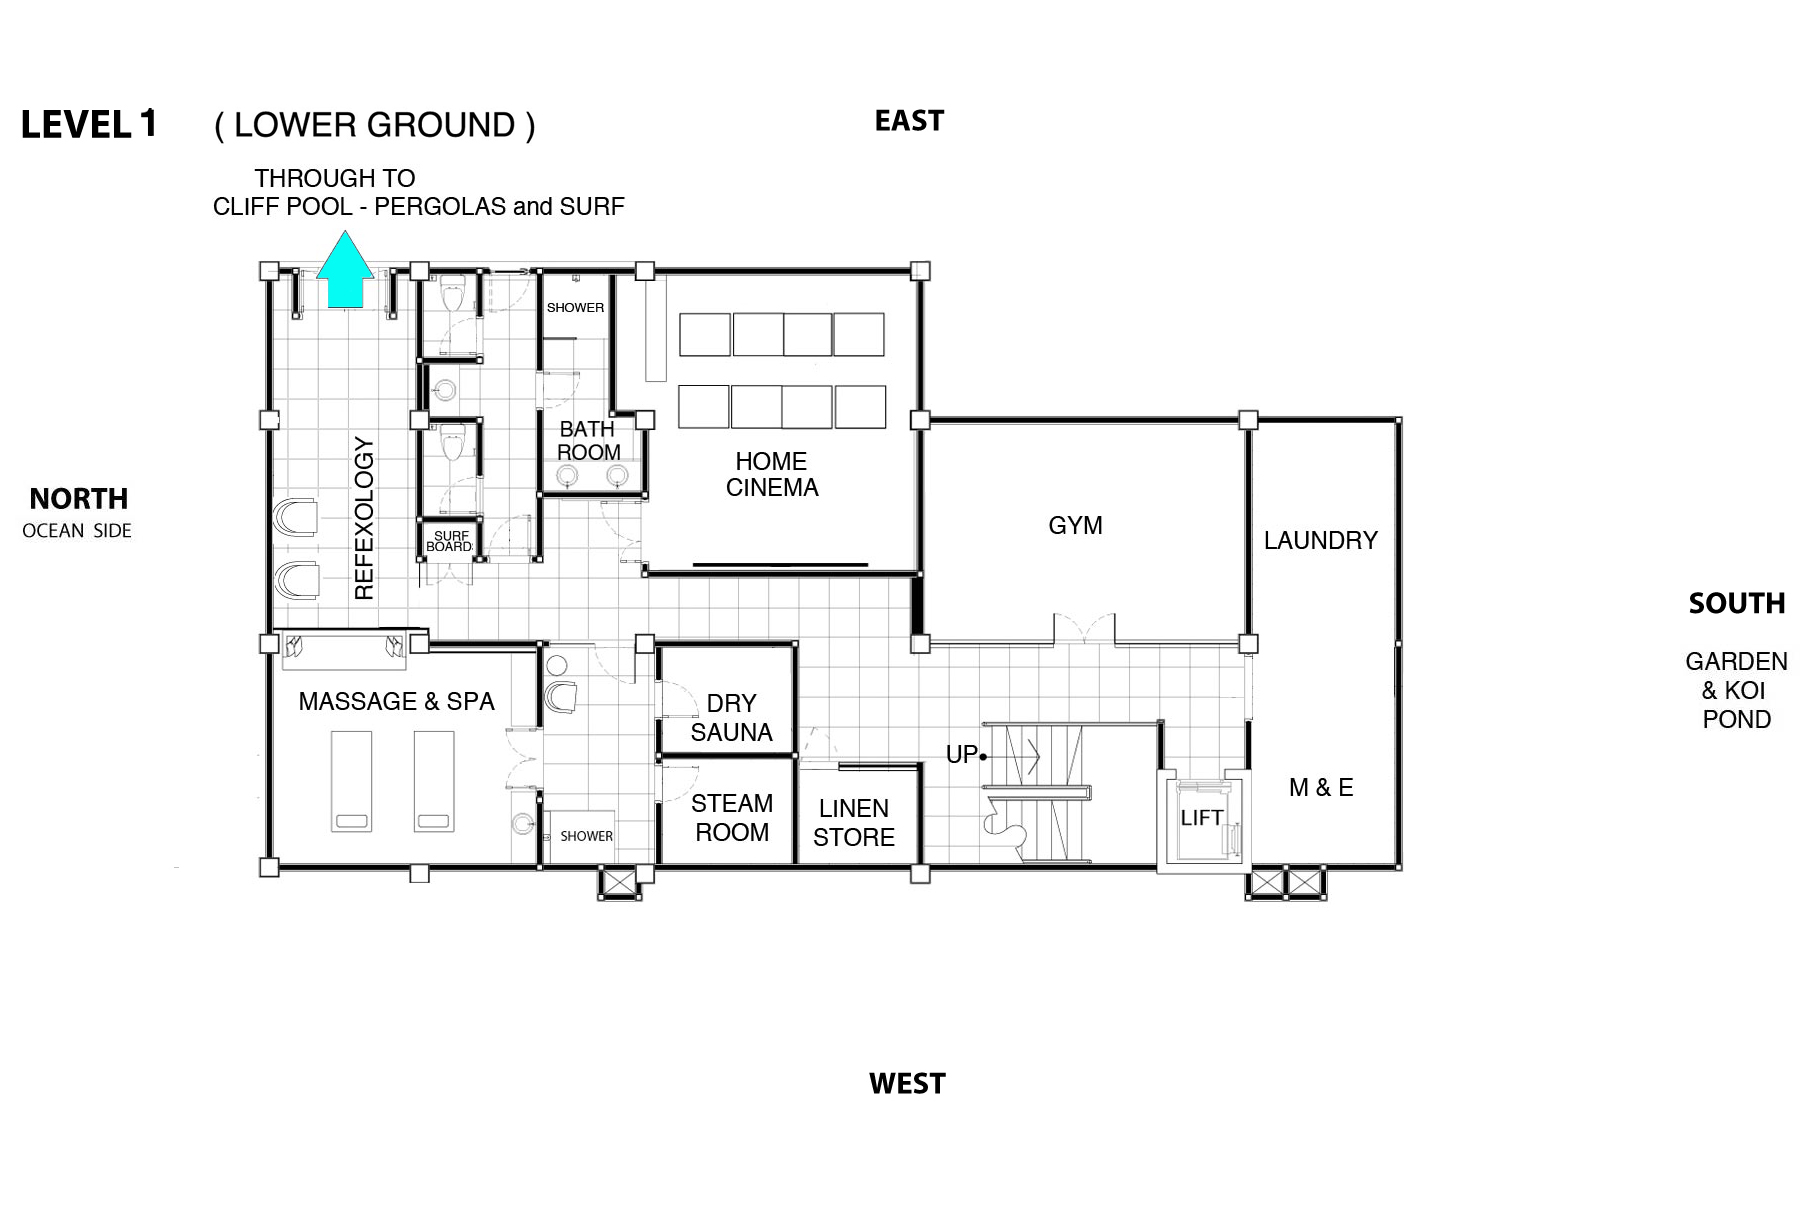 LEVEL 1 ( LOWER GROUND )
EAST
THROUGH TO
CLIFF POOL - PERGOLAS and SURF
SHOWER
BATH
ROOM
HOME
CINEMA
NORTH
OCEAN SIDE
REFEXOLOGY
SURF
BOARD
GYM
LAUNDRY
SOUTH
GARDEN
& KOI
POND
MASSAGE & SPA
DRY
SAUNA
UP
STEAM
ROOM
LINEN
STORE
M & E
LIFT
SHOWER
WEST